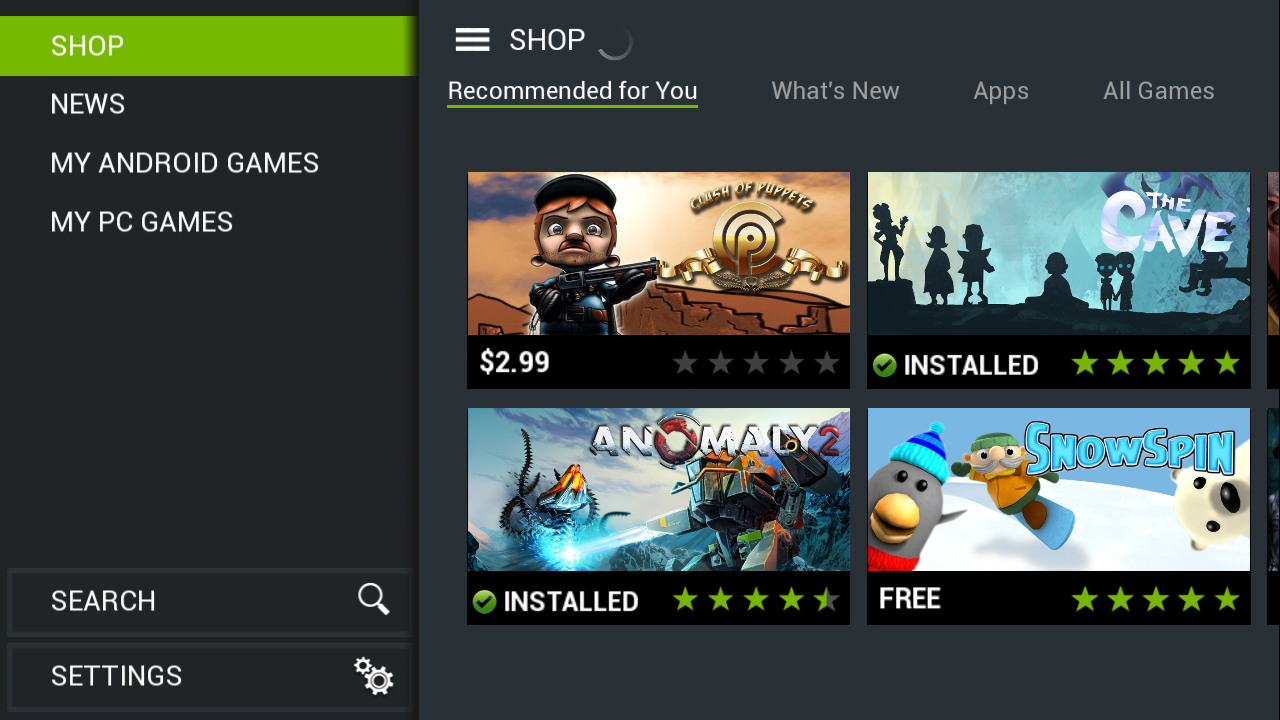 SHOP
NEWS
MY ANDROID GAMES
MY PC GAMES
SEARCH
SETTINGS
SHOP
Recommended for You
What's New
Apps
All Games
CLASH OF PUPPETS
CP
$2.99
THE
CAVE
INSTALLED
ANOMALY 2
INSTALLED
SNOWSPIN
FREE